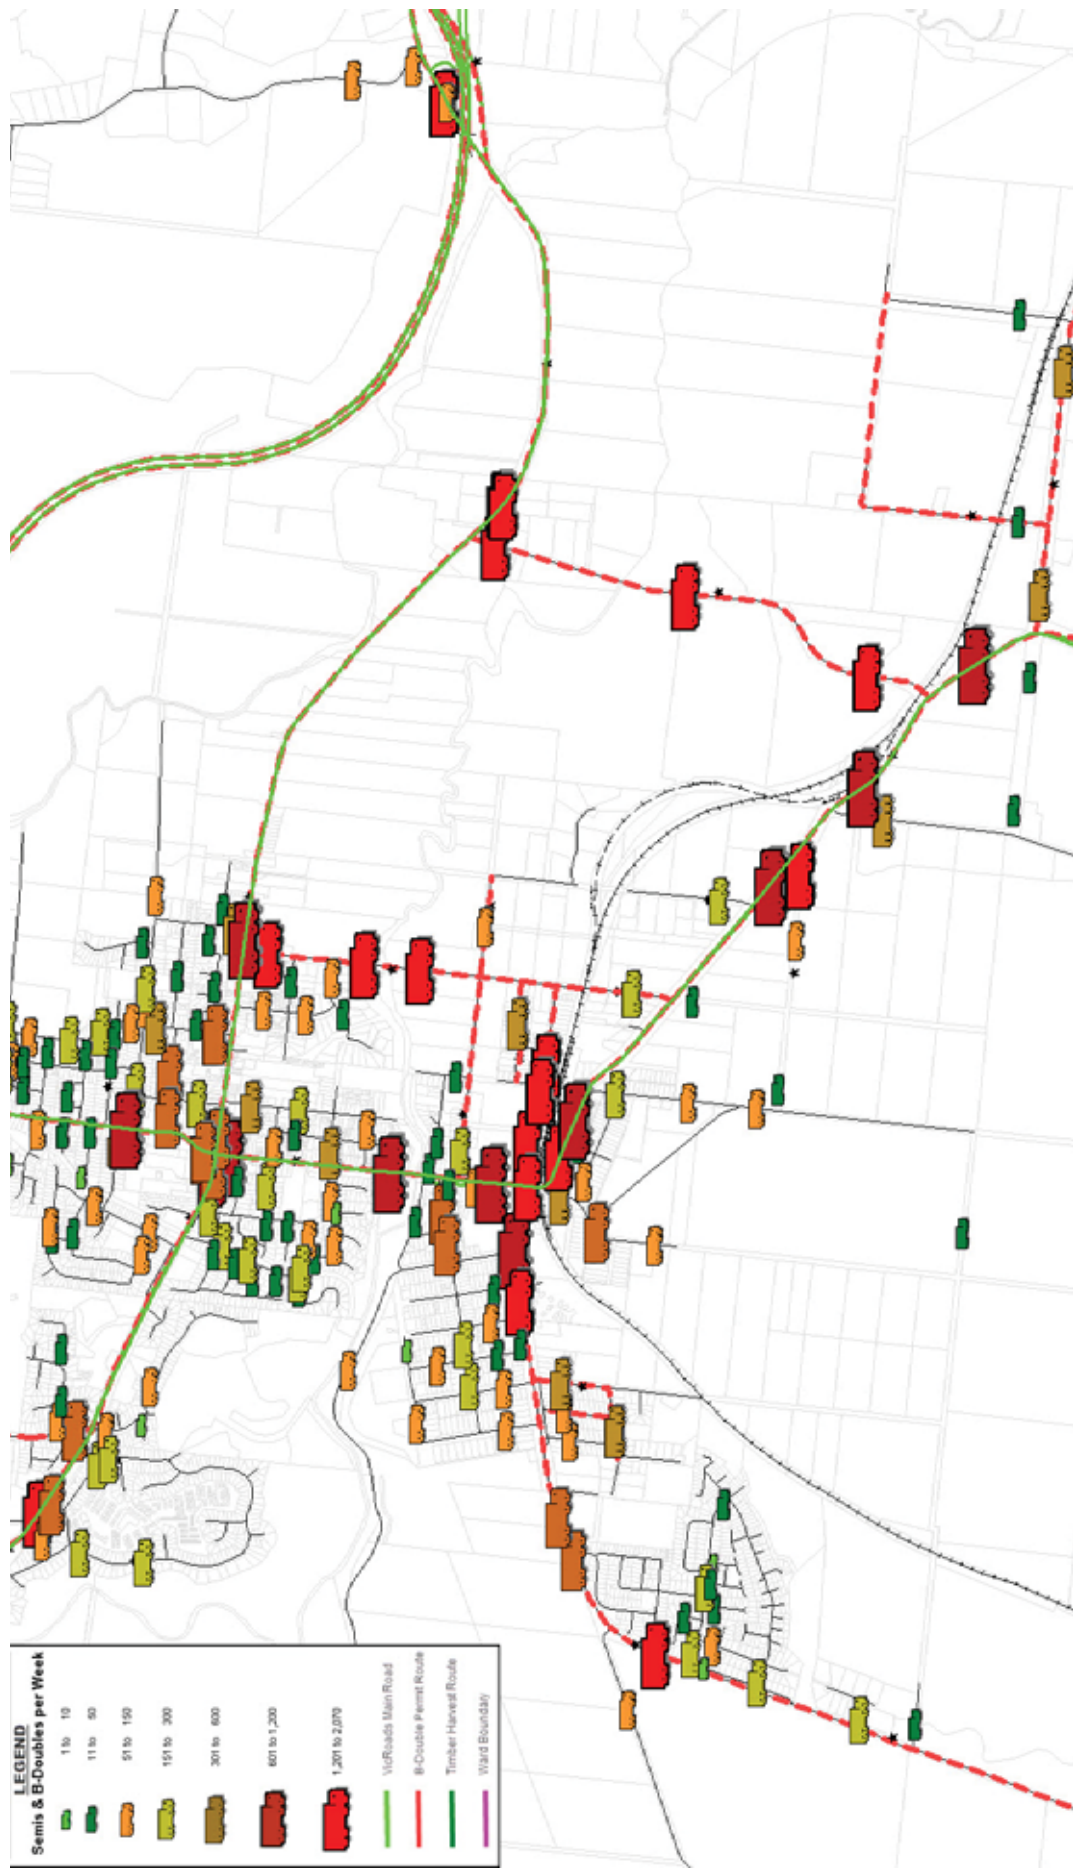 LEGEND
Semis & B-Doubles per Week
1 to 10
11 to 50
51 to 150
151 to 300
301 to 600
601 to 1,200
1,201 to 2,070
VicRoads Main Road
B-Double Permit Route
Timber Harvest Route
Ward Boundary